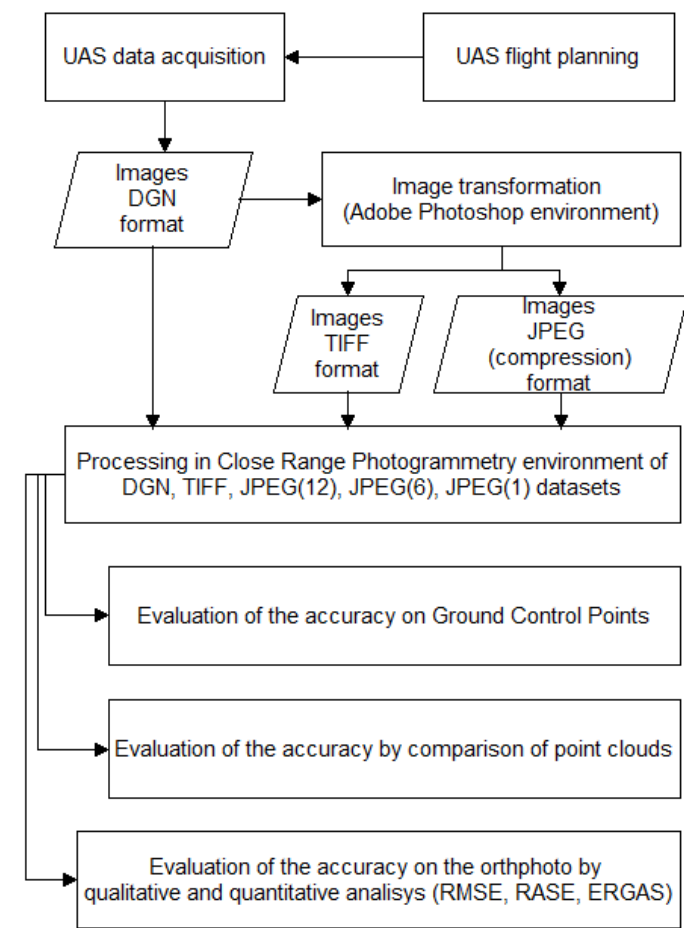 UAS data acquisition
UAS flight planning
Images
DGN
format
Image transformation
(Adobe Photoshop environment)
Images
TIFF
format
Images
JPEG
(compression)
format
Processing in Close Range Photogrammetry environment of
DGN, TIFF, JPEG(12), JPEG(6), JPEG(1) datasets
Evaluation of the accuracy on Ground Control Points
Evaluation of the accuracy by comparison of point clouds
Evaluation of the accuracy on the orthphoto by
qualitative and quantitative analisys (RMSE, RASE, ERGAS)